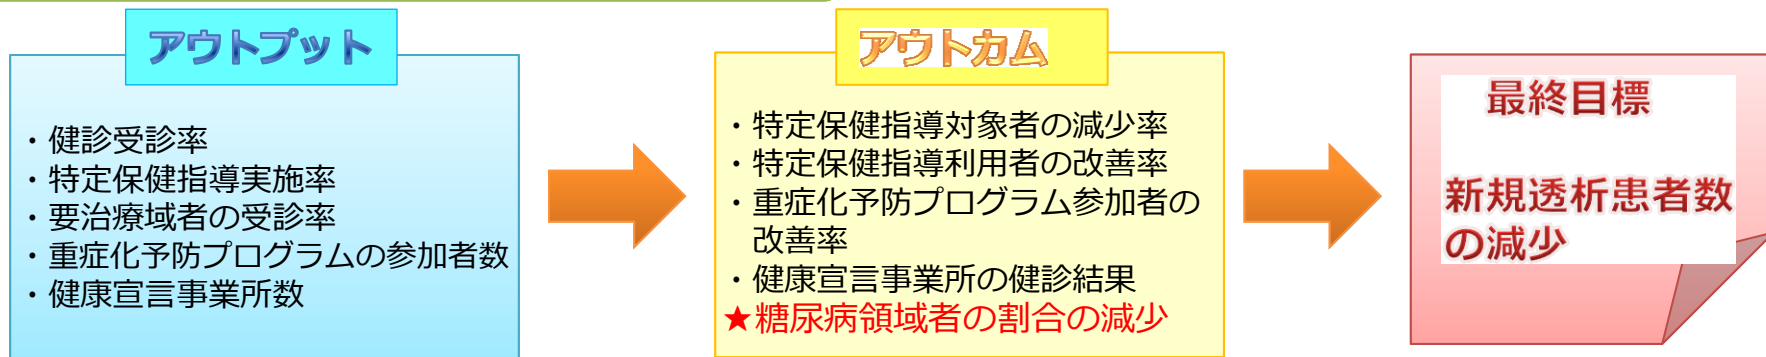 アウトプット
・健診受診率
・特定保健指導実施率
・要治療域者の受診率
・重症化予防プログラムの参加者数
・健康宣言事業所数
アウトカム
・特定保健指導対象者の減少率
・特定保健指導利用者の改善率
・重症化予防プログラム参加者の
改善率
・健康宣言事業所の健診結果
★糖尿病領域者の割合の減少
最終目標
新規透析患者数
の減少